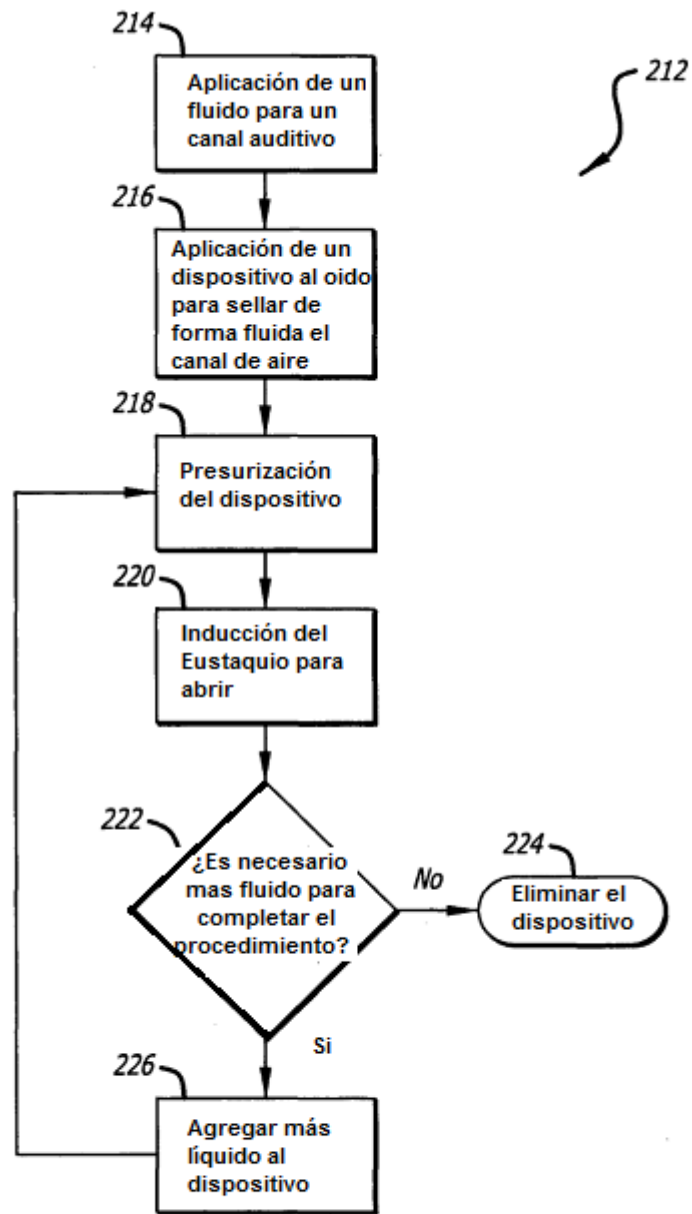 214
212
Aplicación de un
fluido para un
canal auditivo
216
Aplicación de un
dispositivo al oido
para sellar de
forma fluida el
canal de aire
218
Presurización
del dispositivo
220
Inducción del
Eustaquio para
abrir
222
¿Es necesario
mas fluido para
completar el
procedimiento?
No
224
Eliminar el
dispositivo
Si
226
Agregar más
líquido al
dispositivo